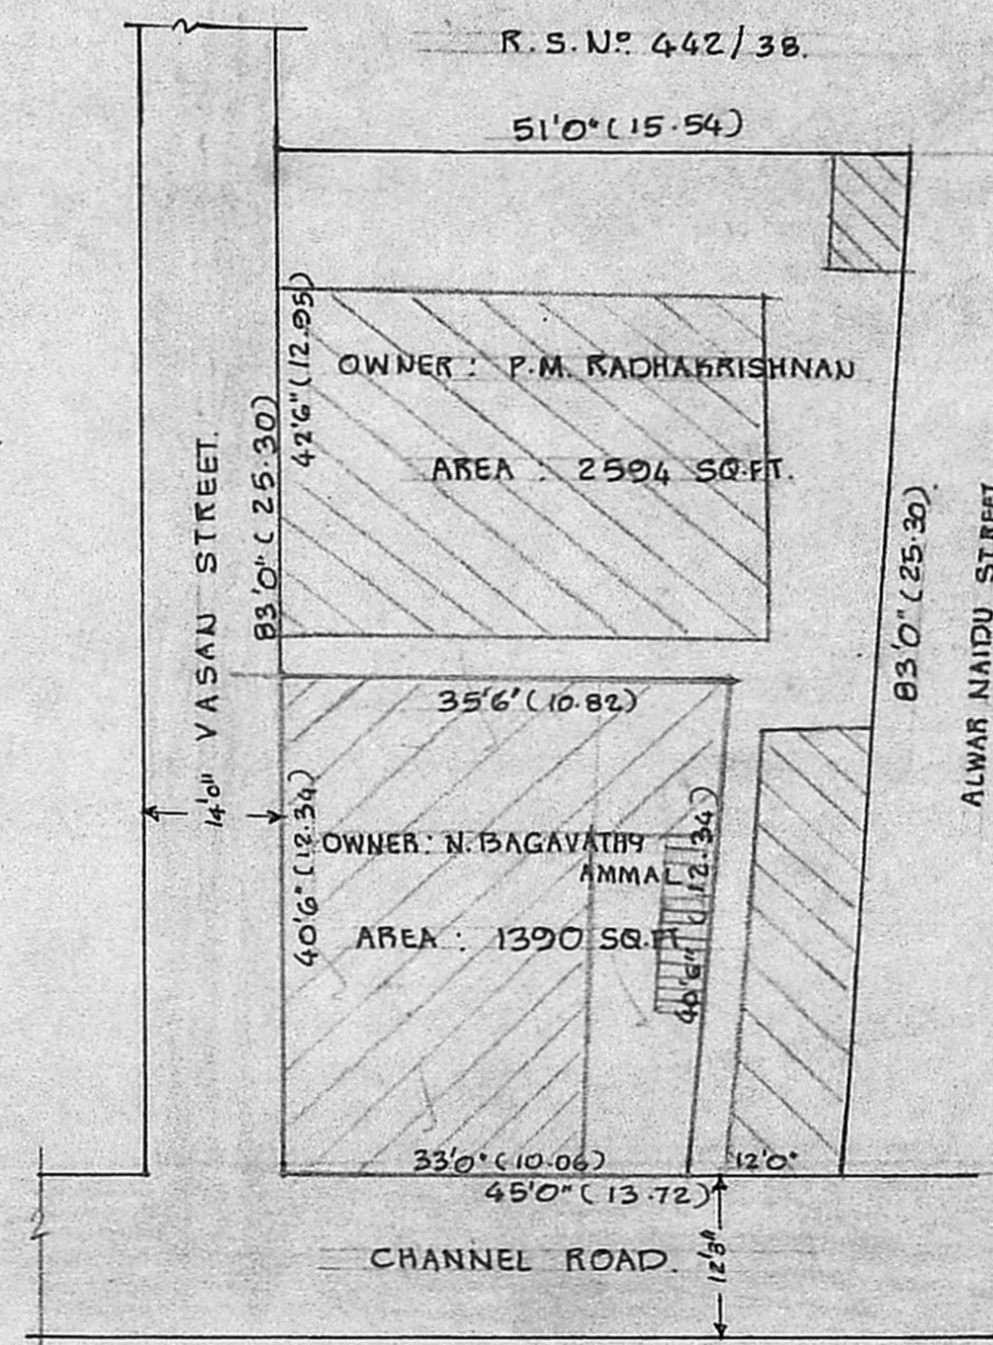 R.S.Nº 442/38.
51'0" (15.54)
42'6" (12.95)
OWNER : P.M. RADHAKRISHNAN
AREA : 2594 SQ.FT.
83'0" (25.30)
14'0" VASAN STREET.
83'0" (25.30)
ALWAR NAIDU STREET
35'6" (10.82)
40'6" (12.34)
OWNER: N. BAGAVATHY
AMMAL
AREA : 1390 SQ.FT
40'6" (12.34)
33'0" (10.06)
12'0"
45'0" (13.72)
CHANNEL ROAD.
12'3"